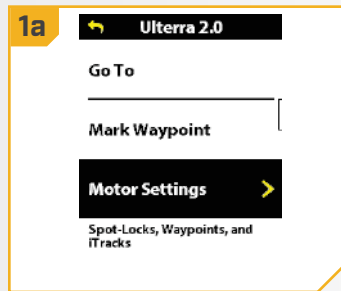 1a
Ulterra 2.0
Go To
Mark Waypoint
Motor Settings
Spot-Locks, Waypoints, and
iTracks